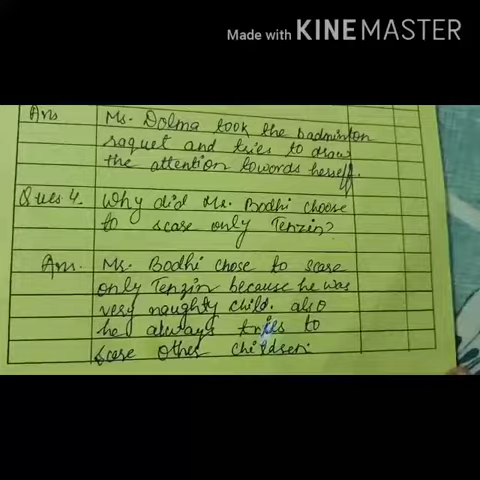 Made with KINEMASTER
Ans Ms. Dolma took the badminton
raquet and tries to draw
the attention towards herself.
Ques 4. Why did Mr. Bodhi choose
to scare only Tenzin?
Ans. Mr. Bodhi chose to scare
only Tenzin because he was
very naughty child. also
he always tries to
scare other children.